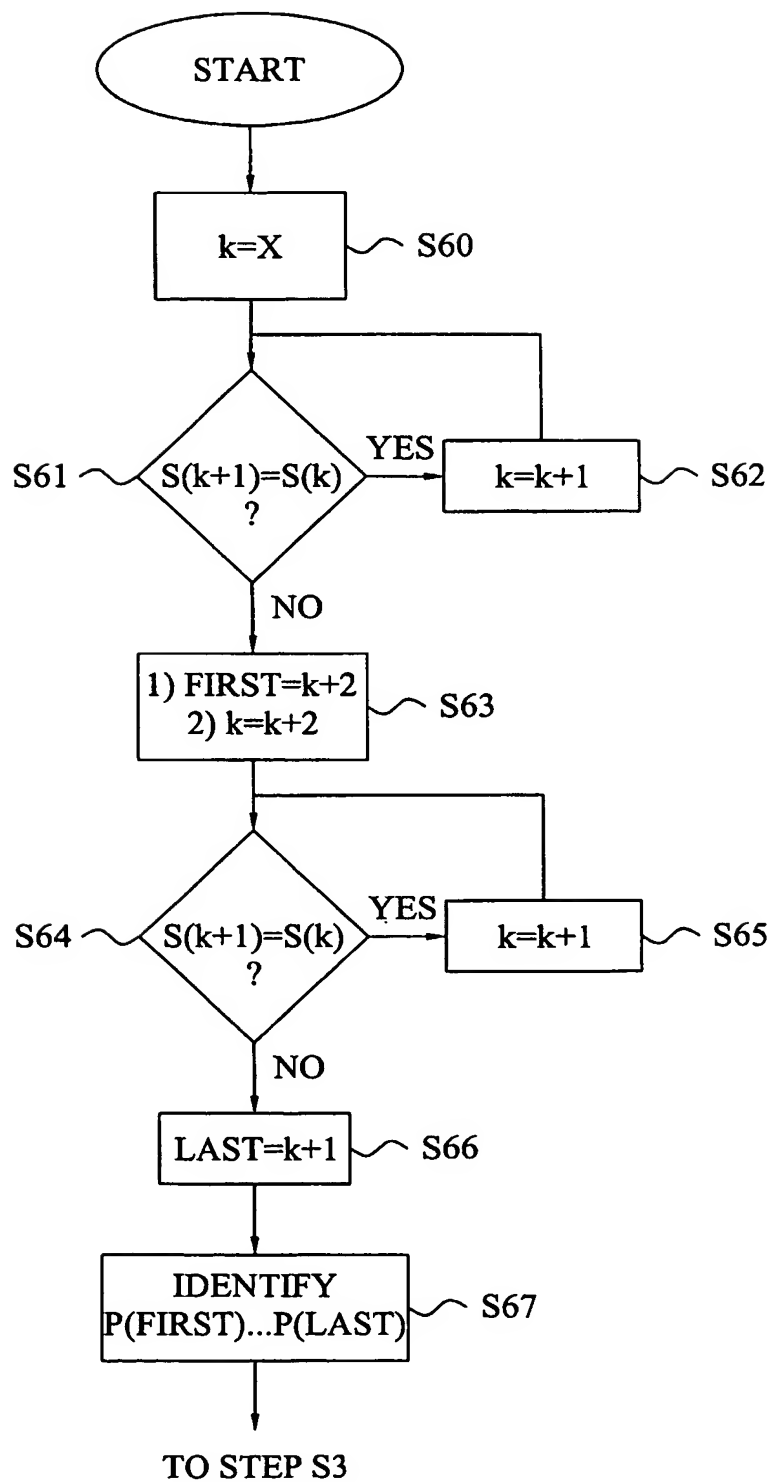 START
k=X
S60
S61
S(k+1)=S(k)
?
YES
k=k+1
S62
NO
1) FIRST=k+2
2) k=k+2
S63
S64
S(k+1)=S(k)
?
YES
k=k+1
S65
NO
LAST=k+1
S66
IDENTIFY
P(FIRST)...P(LAST)
S67
TO STEP S3